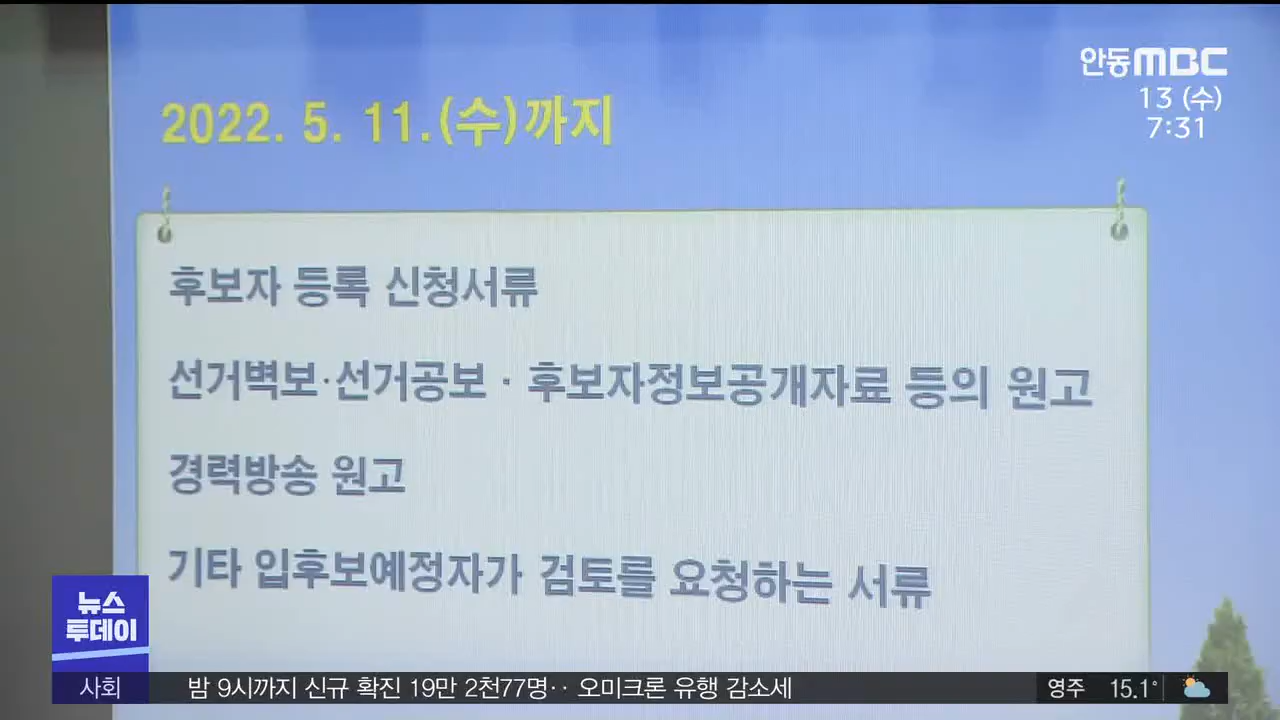 안동MBC
13 (수)
7:31
2022. 5. 11.(수)까지
후보자 등록 신청서류
선거벽보·선거공보 · 후보자정보공개자료 등의 원고
경력방송 원고
기타 입후보예정자가 검토를 요청하는 서류
뉴스
투데이
사회
밤 9시까지 신규 확진 19만 2천77명‥ 오미크론 유행 감소세
영주 15.1°